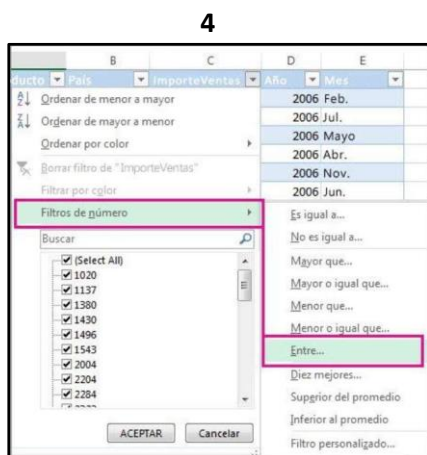 4
B C D E
ducto País ImporteVentas Año Mes
Ordenar de menor a mayor
Ordenar de mayor a menor
Ordenar por color
Borrar filtro de "ImporteVentas"
Filtrar por color
Filtros de número
Buscar
(Select All)
1020
1137
1380
1430
1496
1543
2004
2204
2284
ACEPTAR Cancelar
2006 Feb.
2006 Jul.
2006 Mayo
2006 Abr.
2006 Nov.
2006 Jun.
Es igual a...
No es igual a...
Mayor que...
Mayor o igual que...
Menor que...
Menor o igual que...
Entre...
Diez mejores...
Superior del promedio
Inferior al promedio
Filtro personalizado...